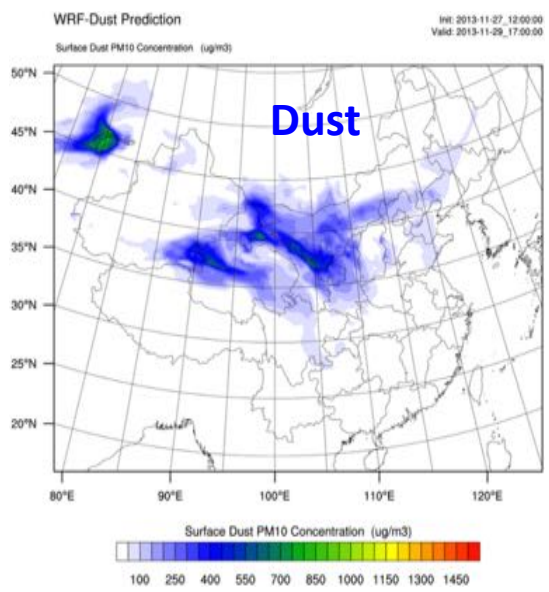 WRF-Dust Prediction
Init: 2013-11-27_12:00:00
Valid: 2013-11-29_17:00:00
Surface Dust PM10 Concentration (ug/m3)
Dust
50°N
45°N
40°N
35°N
30°N
25°N
20°N
80°E 90°E 100°E 110°E 120°E
Surface Dust PM10 Concentration (ug/m3)
100 250 400 550 700 850 1000 1150 1300 1450